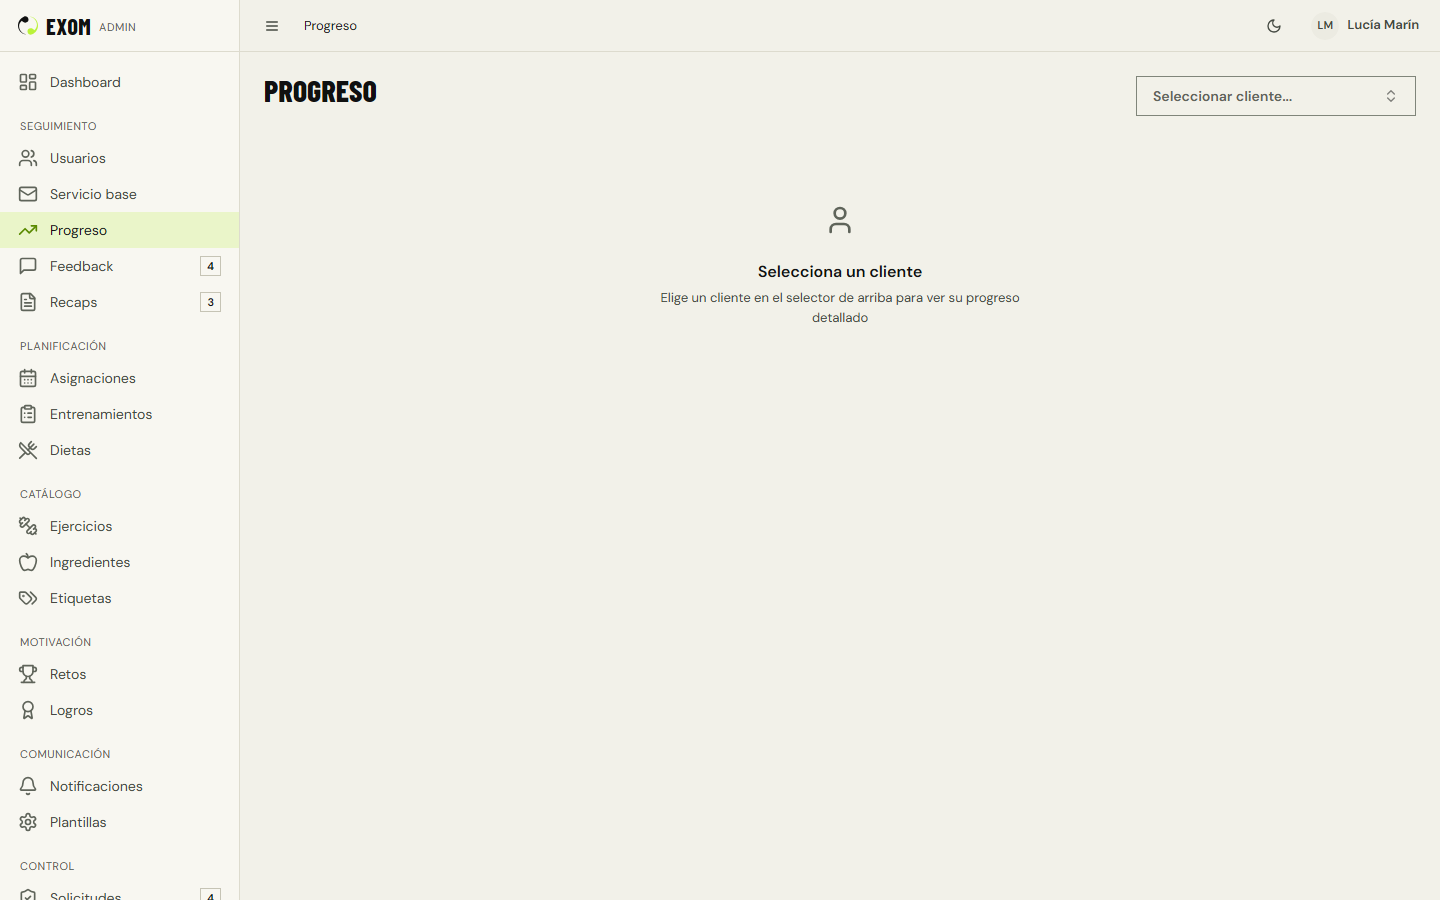 EXOM ADMIN
Progreso
LM Lucía Marín
Dashboard
SEGUIMIENTO
Usuarios
Servicio base
Progreso
Feedback 4
Recaps 3
PLANIFICACIÓN
Asignaciones
Entrenamientos
Dietas
CATÁLOGO
Ejercicios
Ingredientes
Etiquetas
MOTIVACIÓN
Retos
Logros
COMUNICACIÓN
Notificaciones
Plantillas
CONTROL
Solicitudes 4
PROGRESO
Seleccionar cliente...
Selecciona un cliente
Elige un cliente en el selector de arriba para ver su progreso
detallado